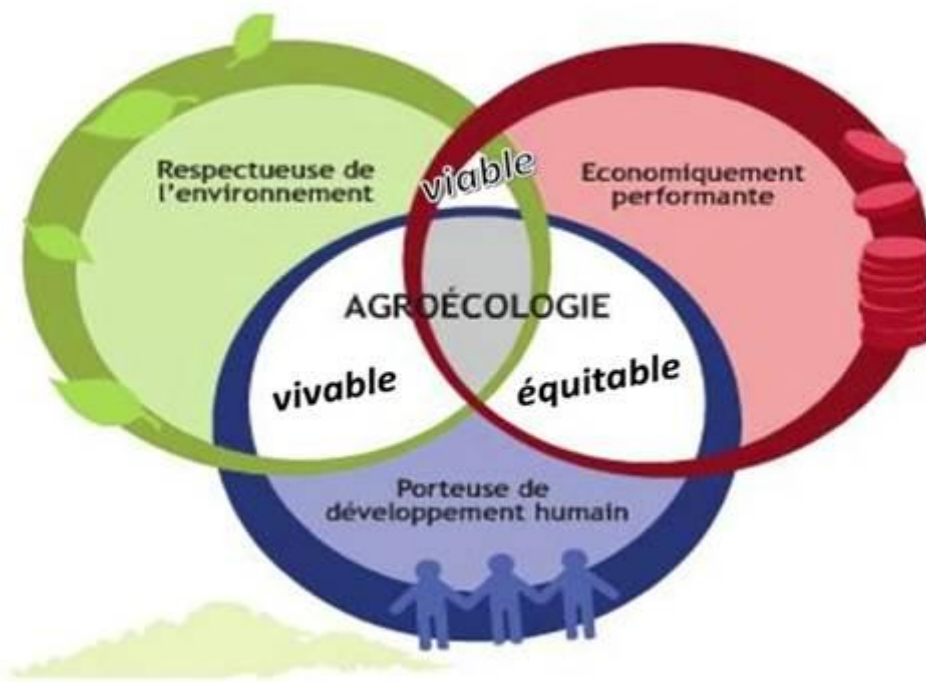 viable
Respectueuse de
l'environnement
Economiquement
performante
AGROÉCOLOGIE
vivable
équitable
Porteuse de
développement humain